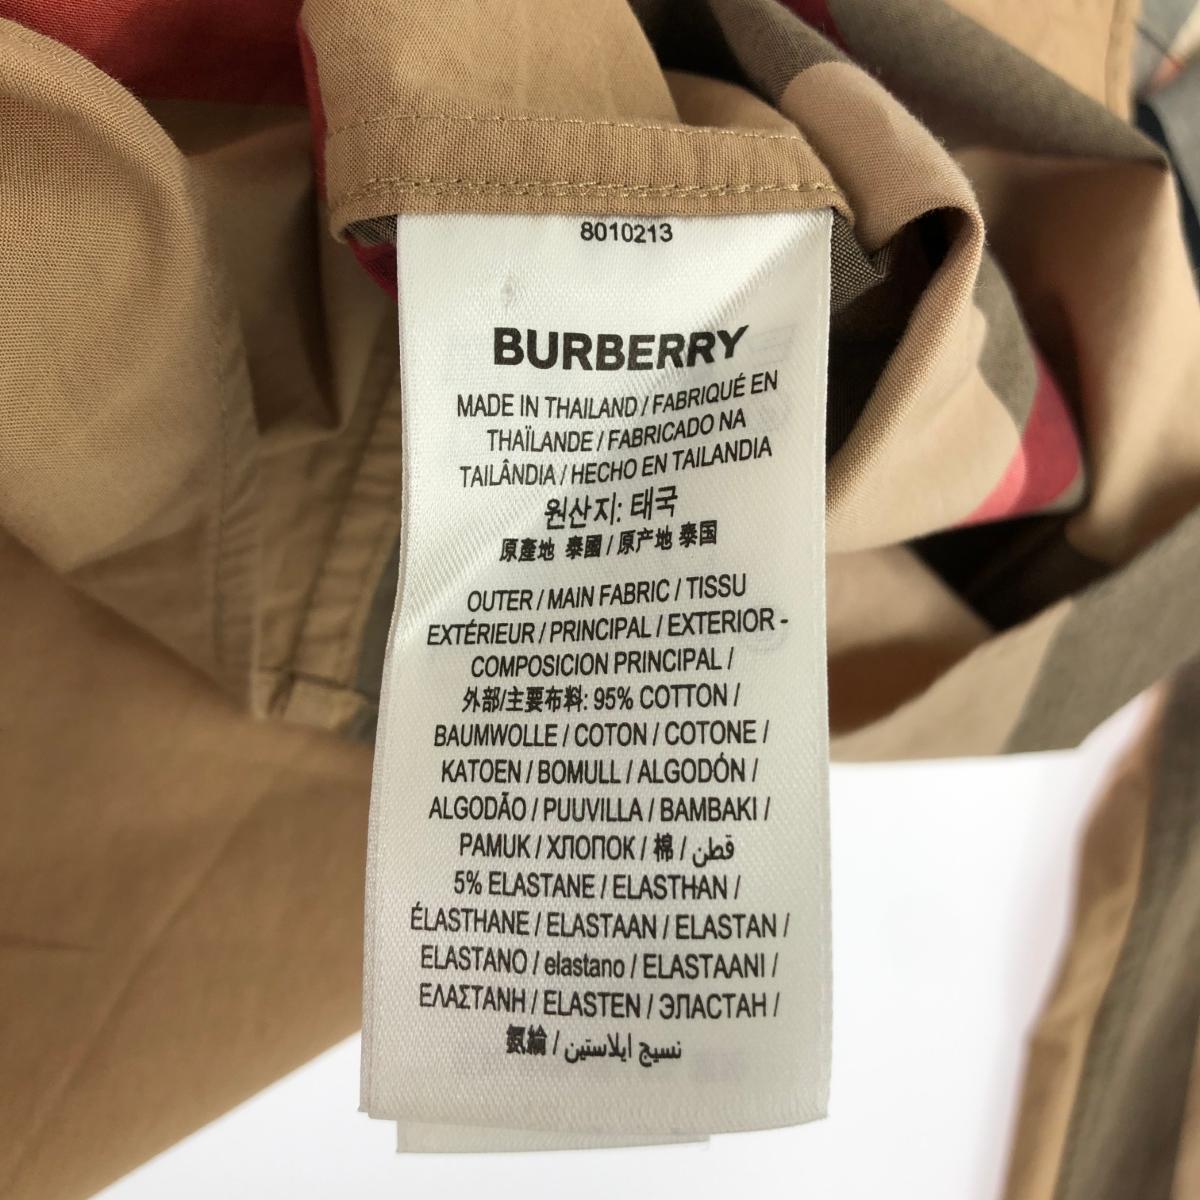 8010213
BURBERRY
MADE IN THAILAND / FABRIQUÉ EN
THAÏLANDE / FABRICADO NA
TAILÂNDIA / HECHO EN TAILANDIA
원산지: 태국
原產地 泰國 / 原产地 泰国
OUTER / MAIN FABRIC / TISSU
EXTÉRIEUR / PRINCIPAL / EXTERIOR -
COMPOSICION PRINCIPAL /
外部/主要布料: 95% COTTON /
BAUMWOLLE / COTON / COTONE /
KATOEN / BOMULL / ALGODÓN /
ALGODÃO / PUUVILLA / BAMBAKI /
PAMUK / ХЛОПОК / 棉 / قطن
5% ELASTANE / ELASTHAN /
ÉLASTHANE / ELASTAAN / ELASTAN /
ELASTANO / elastano / ELASTAANI /
ΕΛΑΣΤΑΝΗ / ELASTEN / ЭЛАСТАН /
氨綸 / نسيج ايلاستين